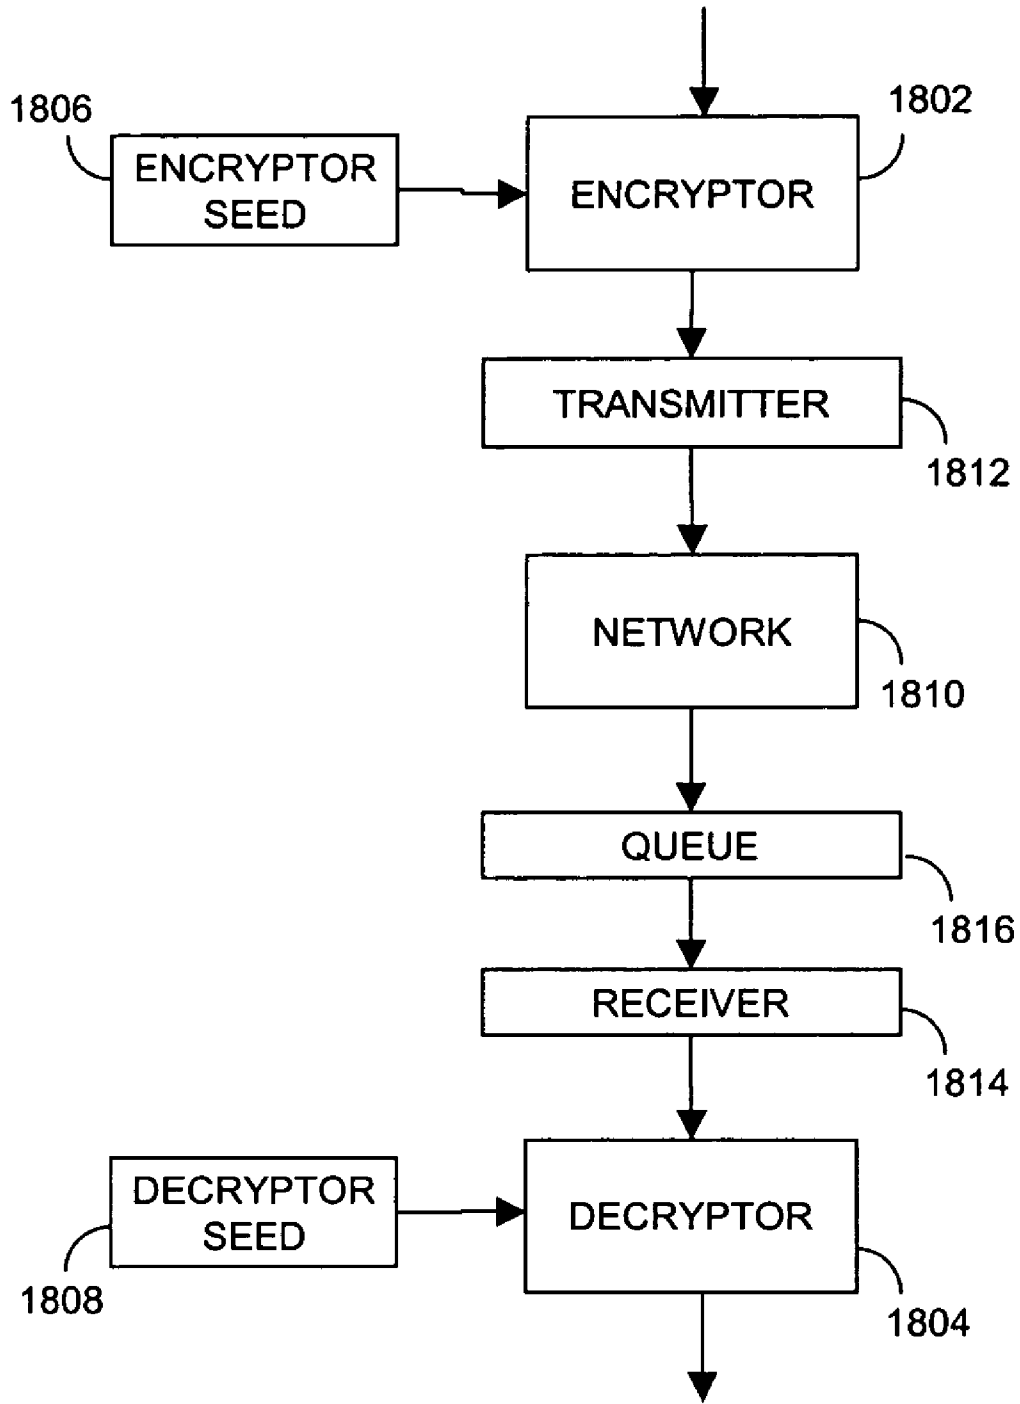 1806
1802
ENCRYPTOR
SEED
ENCRYPTOR
TRANSMITTER
1812
NETWORK
1810
QUEUE
1816
RECEIVER
1814
DECRYPTOR
SEED
DECRYPTOR
1808
1804